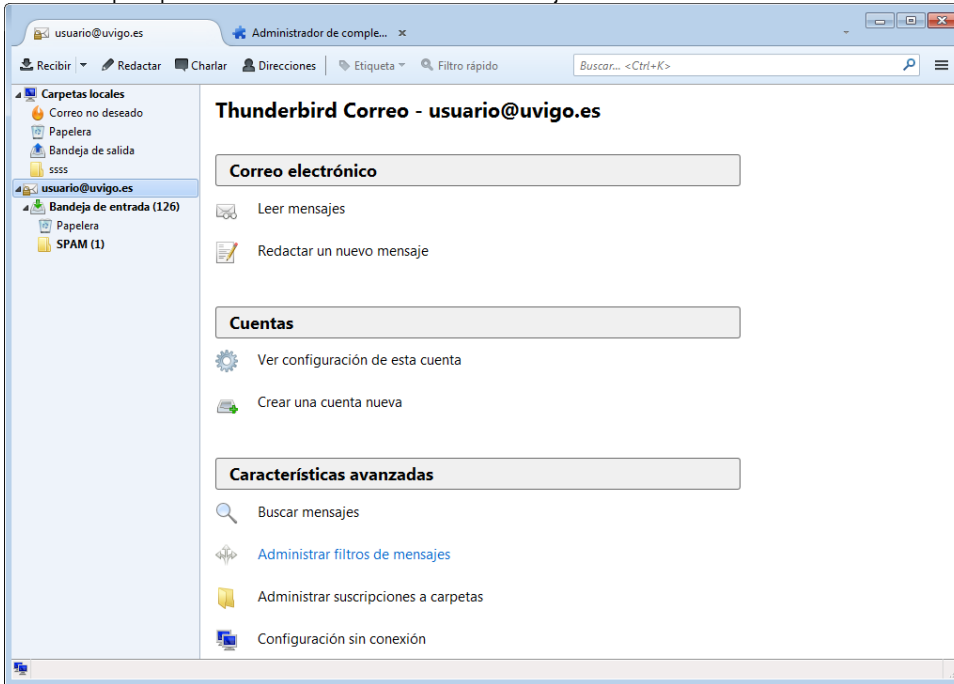 usuario@uvigo.es
Administrador de comple... x
Recibir Redactar Charlar Direcciones Etiqueta Filtro rápido Buscar... <Ctrl+K>
Carpetas locales
Correo no deseado
Papelera
Bandeja de salida
ssss
usuario@uvigo.es
Bandeja de entrada (126)
Papelera
SPAM (1)
Thunderbird Correo - usuario@uvigo.es
Correo electrónico
Leer mensajes
Redactar un nuevo mensaje
Cuentas
Ver configuración de esta cuenta
Crear una cuenta nueva
Características avanzadas
Buscar mensajes
Administrar filtros de mensajes
Administrar suscripciones a carpetas
Configuración sin conexión